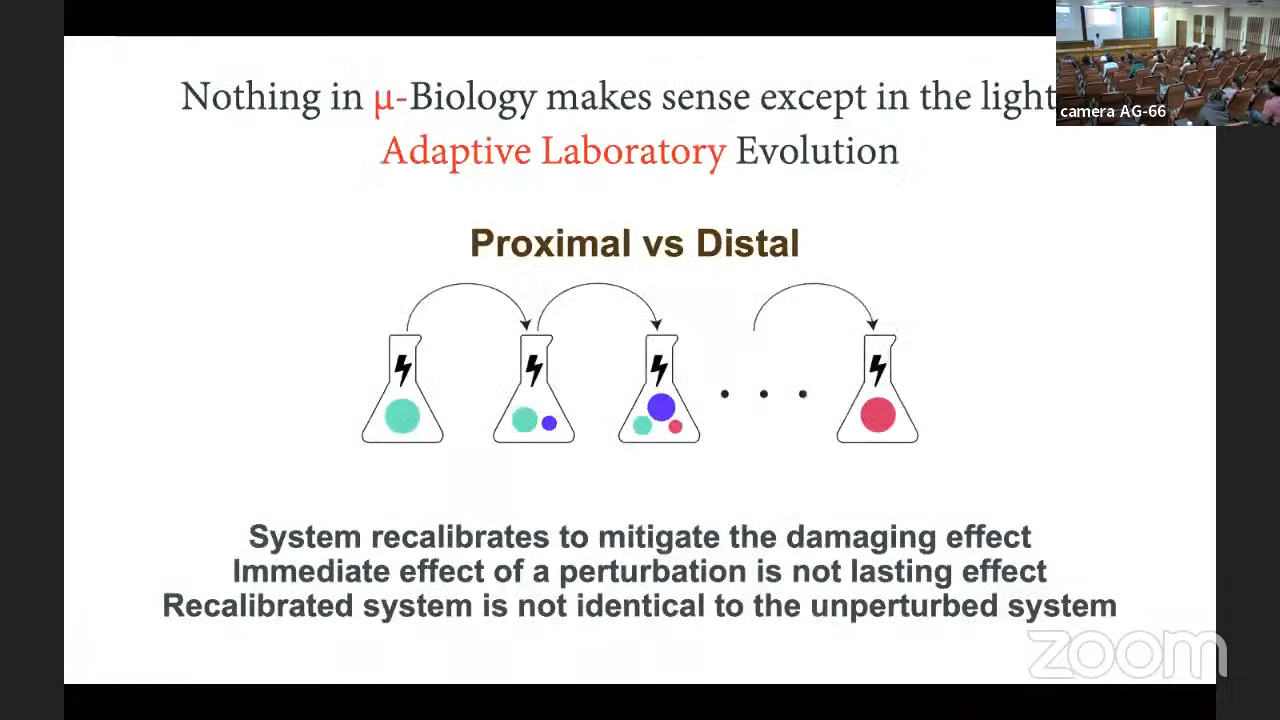 Nothing in μ-Biology makes sense except in the light
Adaptive Laboratory Evolution
camera AG-66
Proximal vs Distal
System recalibrates to mitigate the damaging effect
Immediate effect of a perturbation is not lasting effect
Recalibrated system is not identical to the unperturbed system
zoom